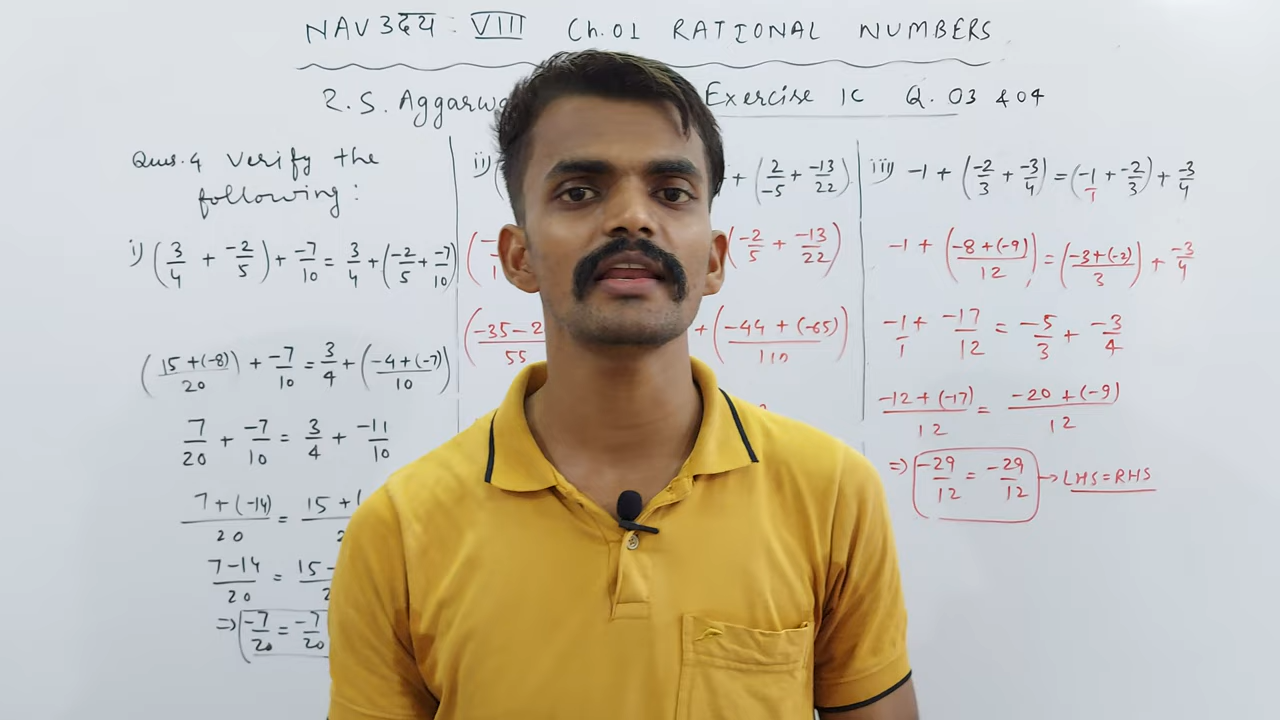 NAVउदय : VIII Ch.01 RATIONAL NUMBERS
R.S. Aggarwa Exercise 1C Q. 03 & 04
Ques.4 Verify the
following:
i) (3/4 + -2/5) + -7/10 = 3/4 + (-2/5 + -7/10)
(15+(-8)/20) + -7/10 = 3/4 + (-4+(-7)/10)
7/20 + -7/10 = 3/4 + -11/10
7+(-14)/20 = 15+(
7-14/20 = 15-
=> -7/20 = -7/20
ii) ( + (2/-5 + -13/22)
(-2/5 + -13/22)
(-35-2 /55 + (-44+(-65)/110)
iii) -1 + (-2/3 + -3/4) = (-1/1 + -2/3) + -3/4
-1 + (-8+(-9)/12) = (-3+(-2)/3) + -3/4
-1/1 + -17/12 = -5/3 + -3/4
-12+(-17)/12 = -20+(-9)/12
=> -29/12 = -29/12 → LHS=RHS